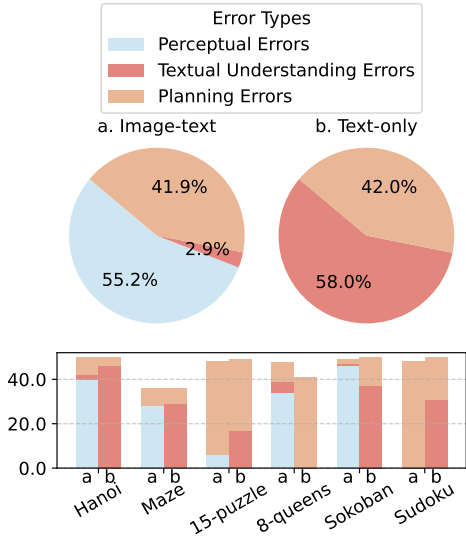 Error Types
Perceptual Errors
Textual Understanding Errors
Planning Errors
a. Image-text
b. Text-only
41.9%
2.9%
55.2%
42.0%
58.0%
40.0
20.0
0.0
a b a b a b a b a b a b
Hanoi Maze 15-puzzle 8-queens Sokoban Sudoku